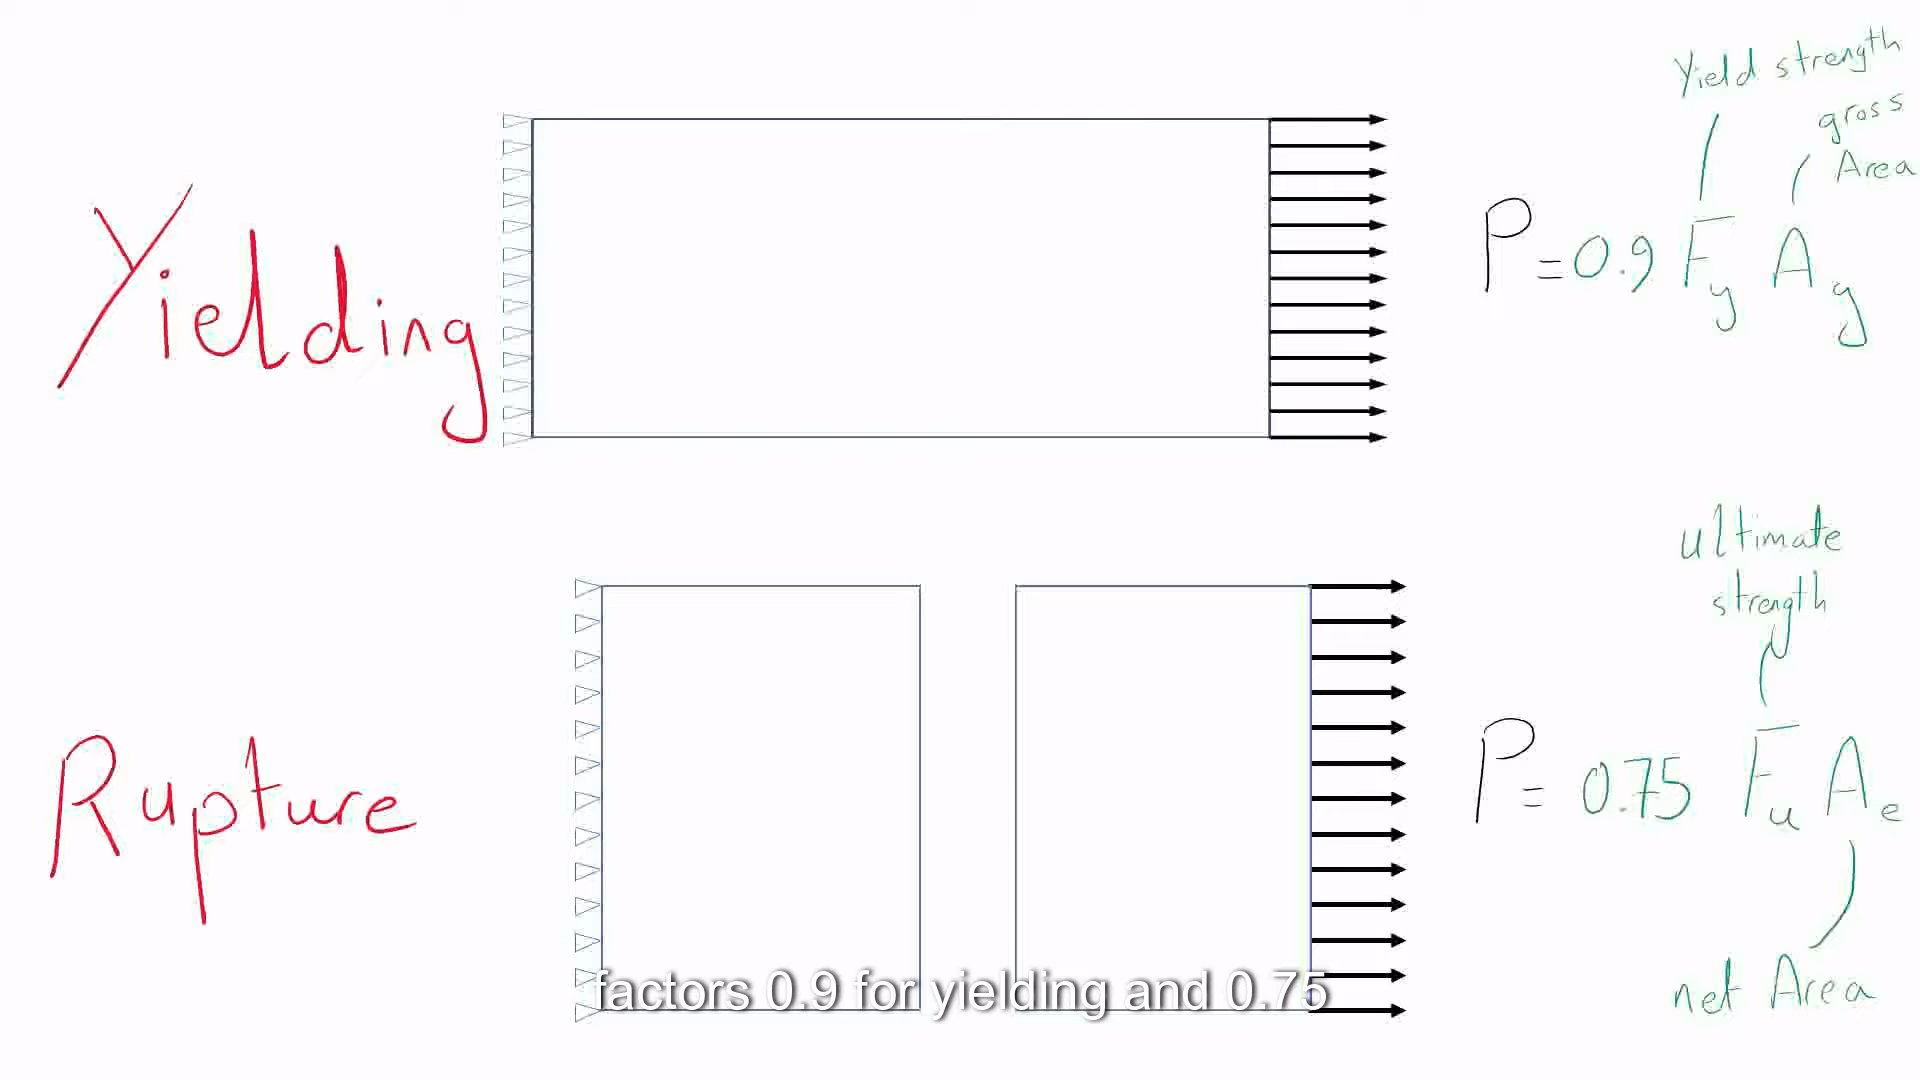 Yield strength
gross
Area
Yielding
P = 0.9 Fy Ag
ultimate
strength
Rupture
P = 0.75 Fu Ae
net Area
factors 0.9 for yielding and 0.75